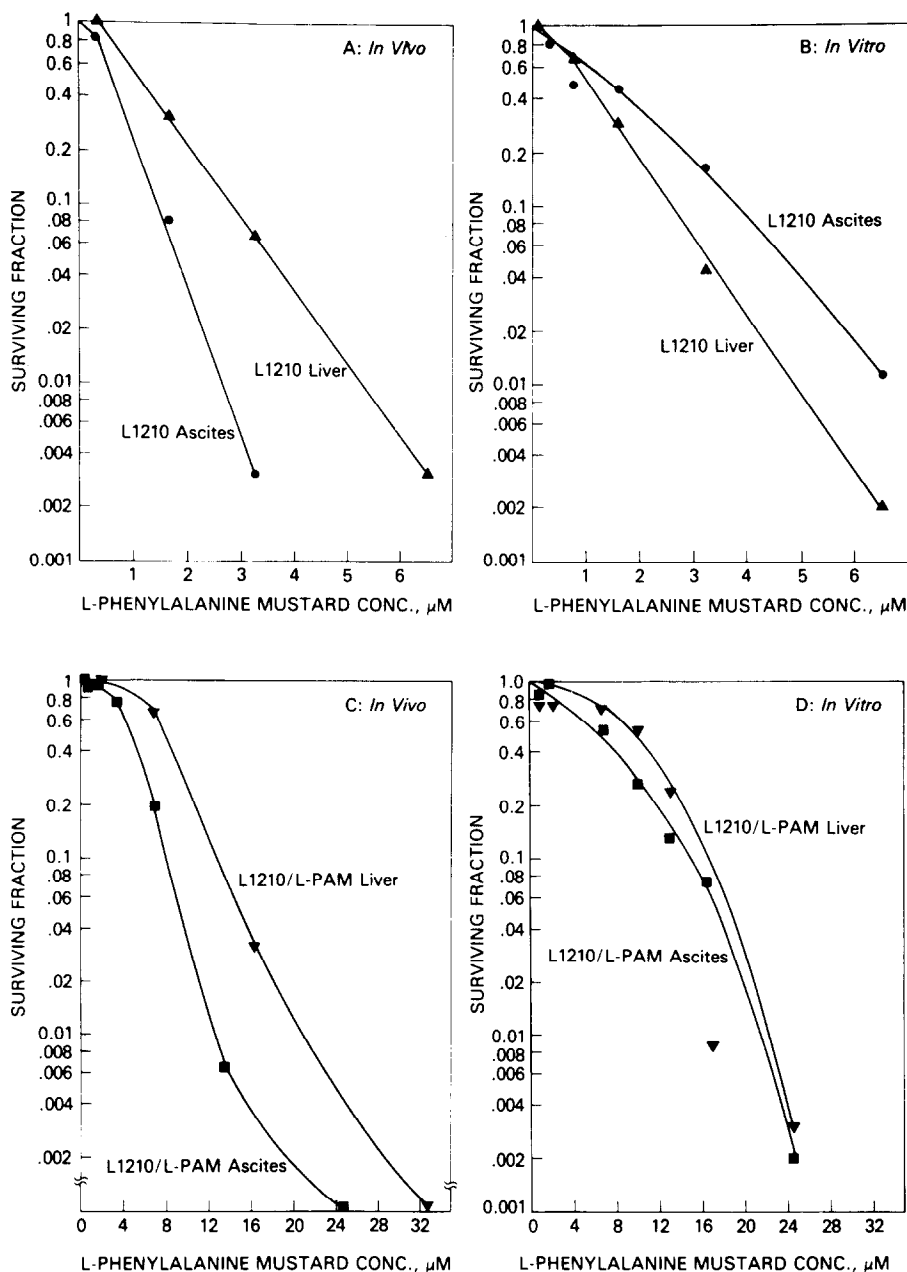 A: In Vivo
SURVIVING FRACTION
1
0.8
0.6
0.4
0.2
0.1
.08
.06
.04
.02
0.01
.008
.006
.004
.002
0.001
L1210 Liver
L1210 Ascites
1 2 3 4 5 6
L-PHENYLALANINE MUSTARD CONC., µM
B: In Vitro
SURVIVING FRACTION
1
0.8
0.6
0.4
0.2
0.1
.08
.06
.04
.02
0.01
.008
.006
.004
.002
0.001
L1210 Ascites
L1210 Liver
1 2 3 4 5 6
L-PHENYLALANINE MUSTARD CONC., µM
C: In Vivo
SURVIVING FRACTION
1
0.8
0.6
0.4
0.2
0.1
.08
.06
.04
.02
0.01
.008
.006
.004
.002
L1210/L-PAM Liver
L1210/L-PAM Ascites
0 4 8 12 16 20 24 28 32
L-PHENYLALANINE MUSTARD CONC., µM
D: In Vitro
SURVIVING FRACTION
1.0
0.8
0.6
0.4
0.2
0.1
.08
.06
.04
.02
0.01
.008
.006
.004
.002
0.001
L1210/L-PAM Liver
L1210/L-PAM Ascites
0 4 8 12 16 20 24 28 32
L-PHENYLALANINE MUSTARD CONC., µM